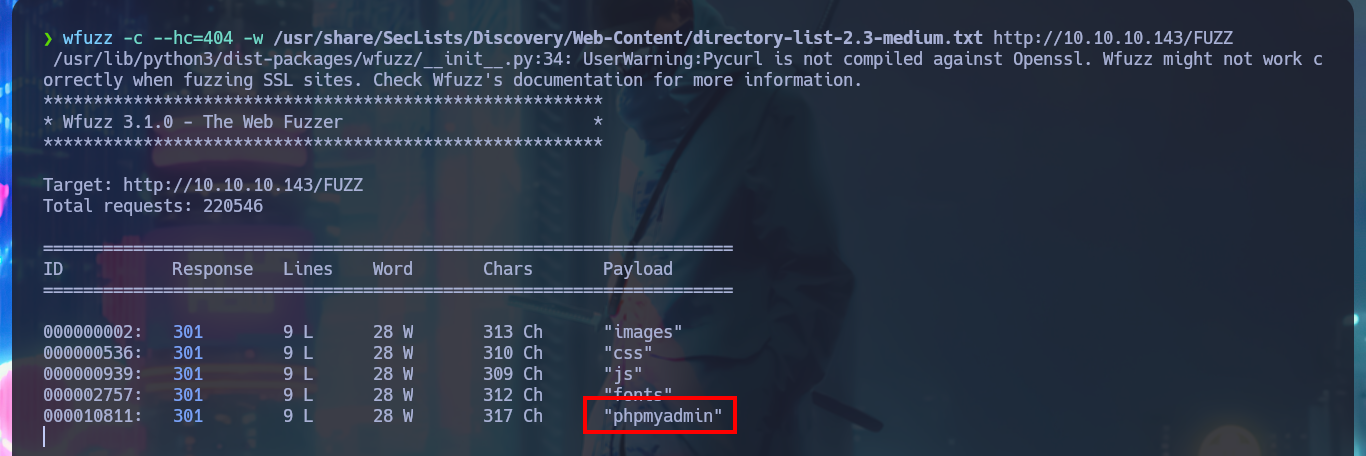 ❯ wfuzz -c --hc=404 -w /usr/share/SecLists/Discovery/Web-Content/directory-list-2.3-medium.txt http://10.10.10.143/FUZZ
 /usr/lib/python3/dist-packages/wfuzz/__init__.py:34: UserWarning:Pycurl is not compiled against Openssl. Wfuzz might not work c
orrectly when fuzzing SSL sites. Check Wfuzz's documentation for more information.
********************************************************
* Wfuzz 3.1.0 - The Web Fuzzer                         *
********************************************************
Target: http://10.10.10.143/FUZZ
Total requests: 220546
=====================================================================
ID           Response   Lines    Word       Chars       Payload
=====================================================================
000000002:   301        9 L      28 W       313 Ch      "images"
000000536:   301        9 L      28 W       310 Ch      "css"
000000939:   301        9 L      28 W       309 Ch      "js"
000002757:   301        9 L      28 W       312 Ch      "fonts"
000010811:   301        9 L      28 W       317 Ch      "phpmyadmin"